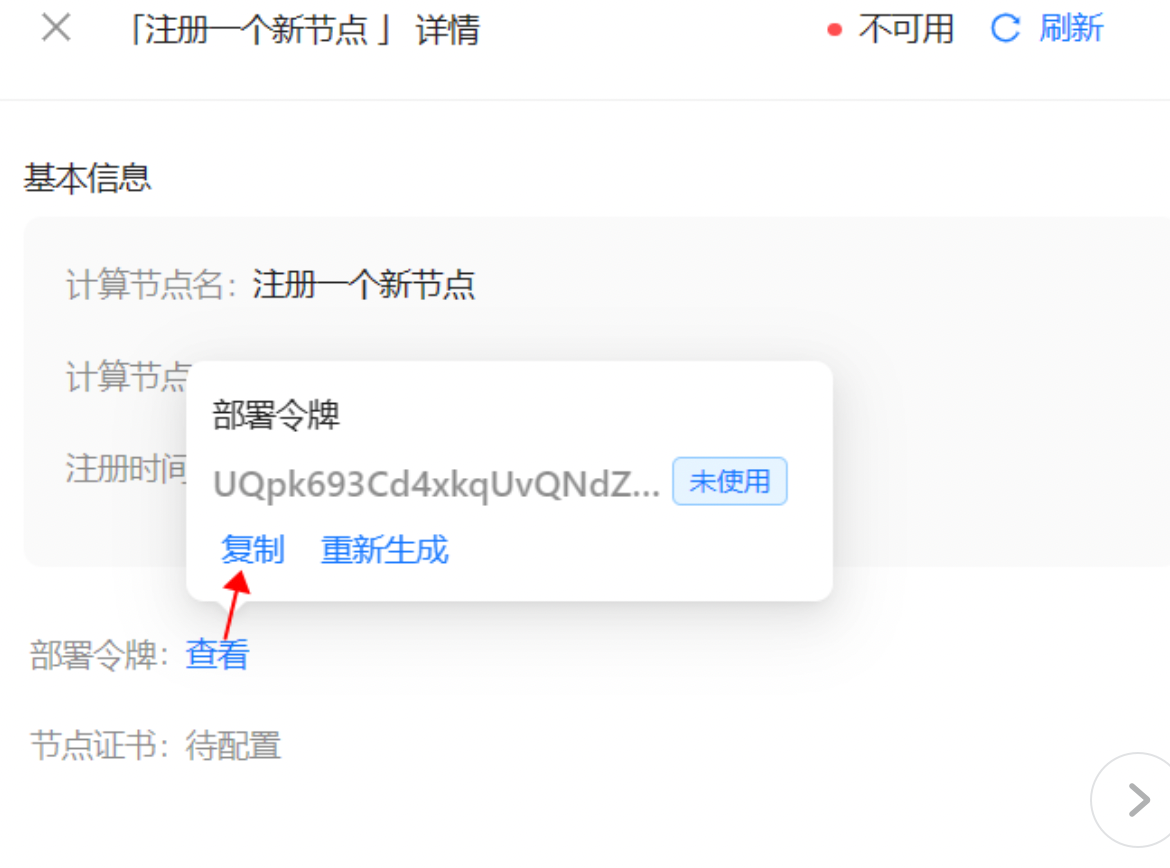 「注册一个新节点 」 详情
不可用
刷新
基本信息
计算节点名: 注册一个新节点
计算节点
注册时间
部署令牌
UQpk693Cd4xkqUvQNdZ...
未使用
复制 重新生成
部署令牌: 查看
节点证书: 待配置